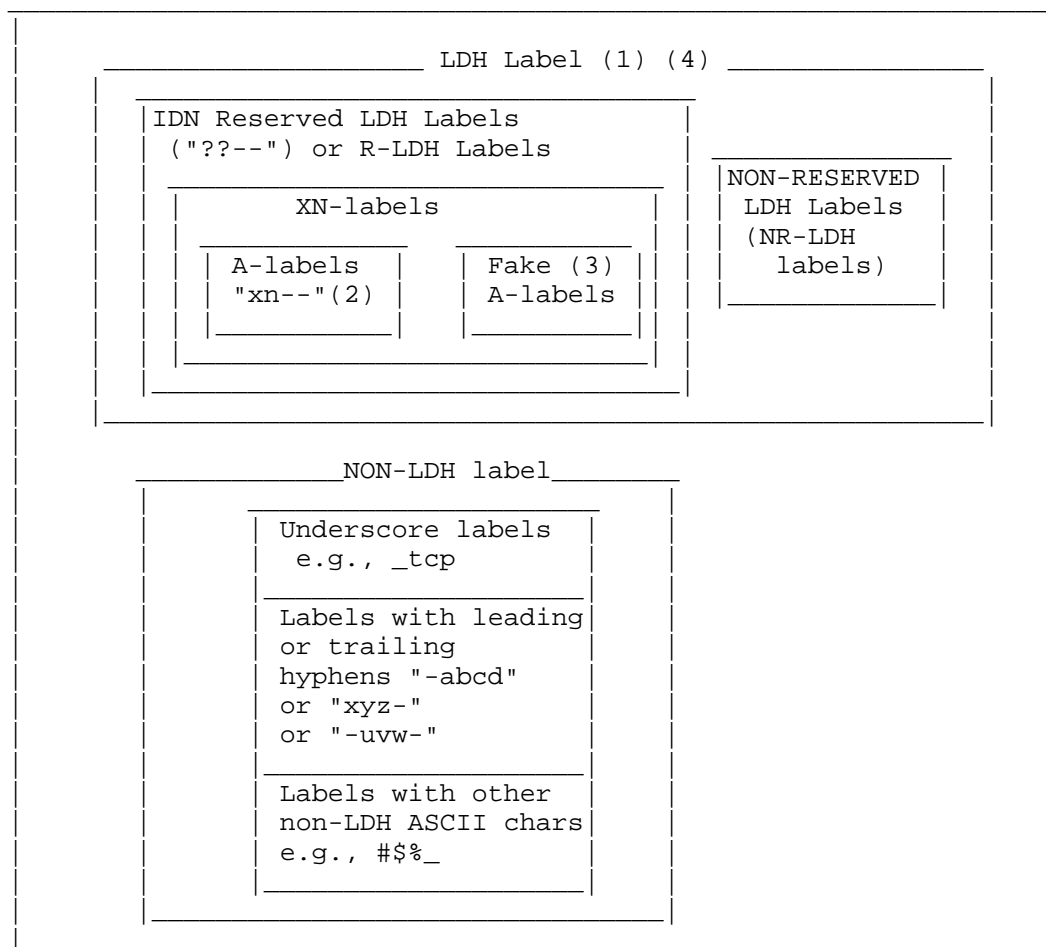 LDH Label (1) (4)
IDN Reserved LDH Labels
("??--") or R-LDH Labels
XN-labels
A-labels
"xn--"(2)
Fake (3)
A-labels
NON-RESERVED
LDH Labels
(NR-LDH
labels)
NON-LDH label
Underscore labels
e.g., _tcp
Labels with leading
or trailing
hyphens "-abcd"
or "xyz-"
or "-uvw-"
Labels with other
non-LDH ASCII chars
e.g., #$%_